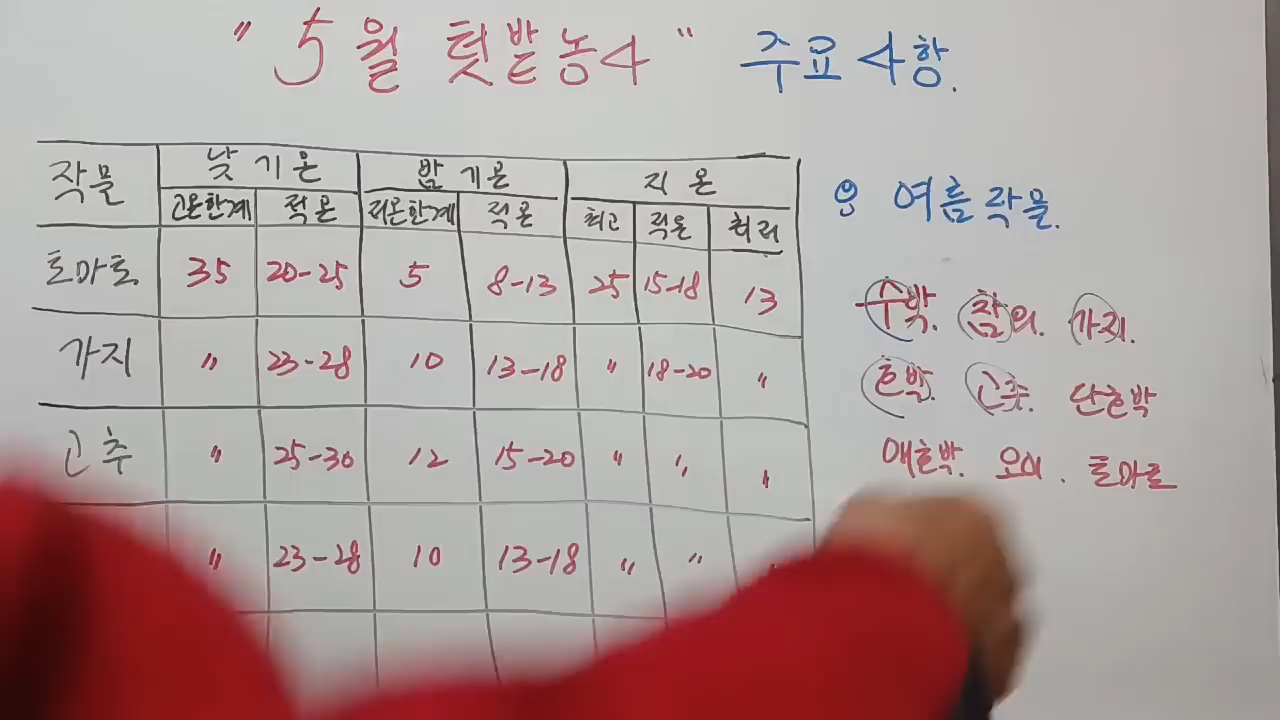 " 5월 텃밭농사 " 주요사항.
작물 낮기온 밤기온 지온
고온한계 적온 저온한계 적온 최고 적온 최저
토마토 35 20-25 5 8-13 25 15-18 13
가지 〃 23-28 10 13-18 〃 18-20 〃
고추 〃 25-30 12 15-20 〃 〃 〃
〃 23-28 10 13-18 〃 〃 〃
여름작물.
수박. 참외. 가지.
호박. 고추. 단호박
애호박. 오이. 토마토